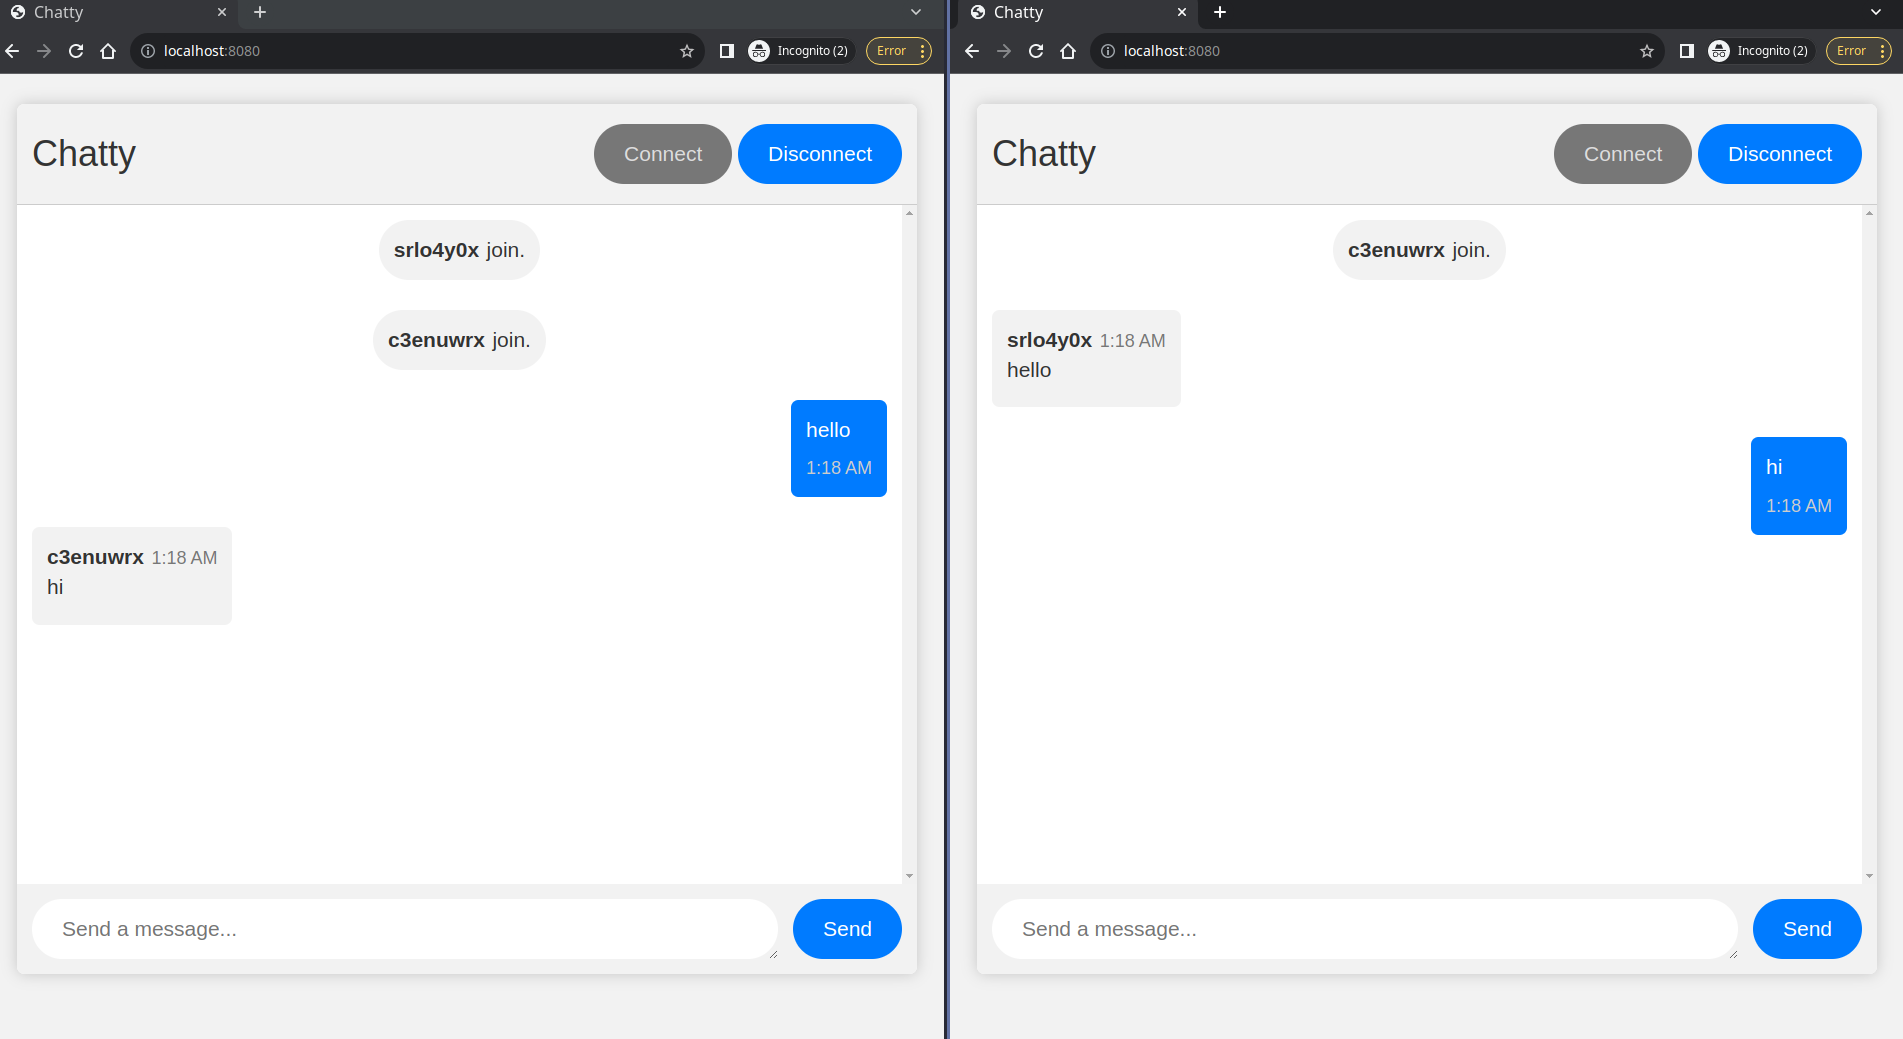 Chatty
localhost:8080
Incognito (2)
Error
Chatty
Connect
Disconnect
srlo4y0x join.
c3enuwrx join.
hello
1:18 AM
c3enuwrx 1:18 AM
hi
Send a message...
Send
Chatty
localhost:8080
Incognito (2)
Error
Chatty
Connect
Disconnect
c3enuwrx join.
srlo4y0x 1:18 AM
hello
hi
1:18 AM
Send a message...
Send